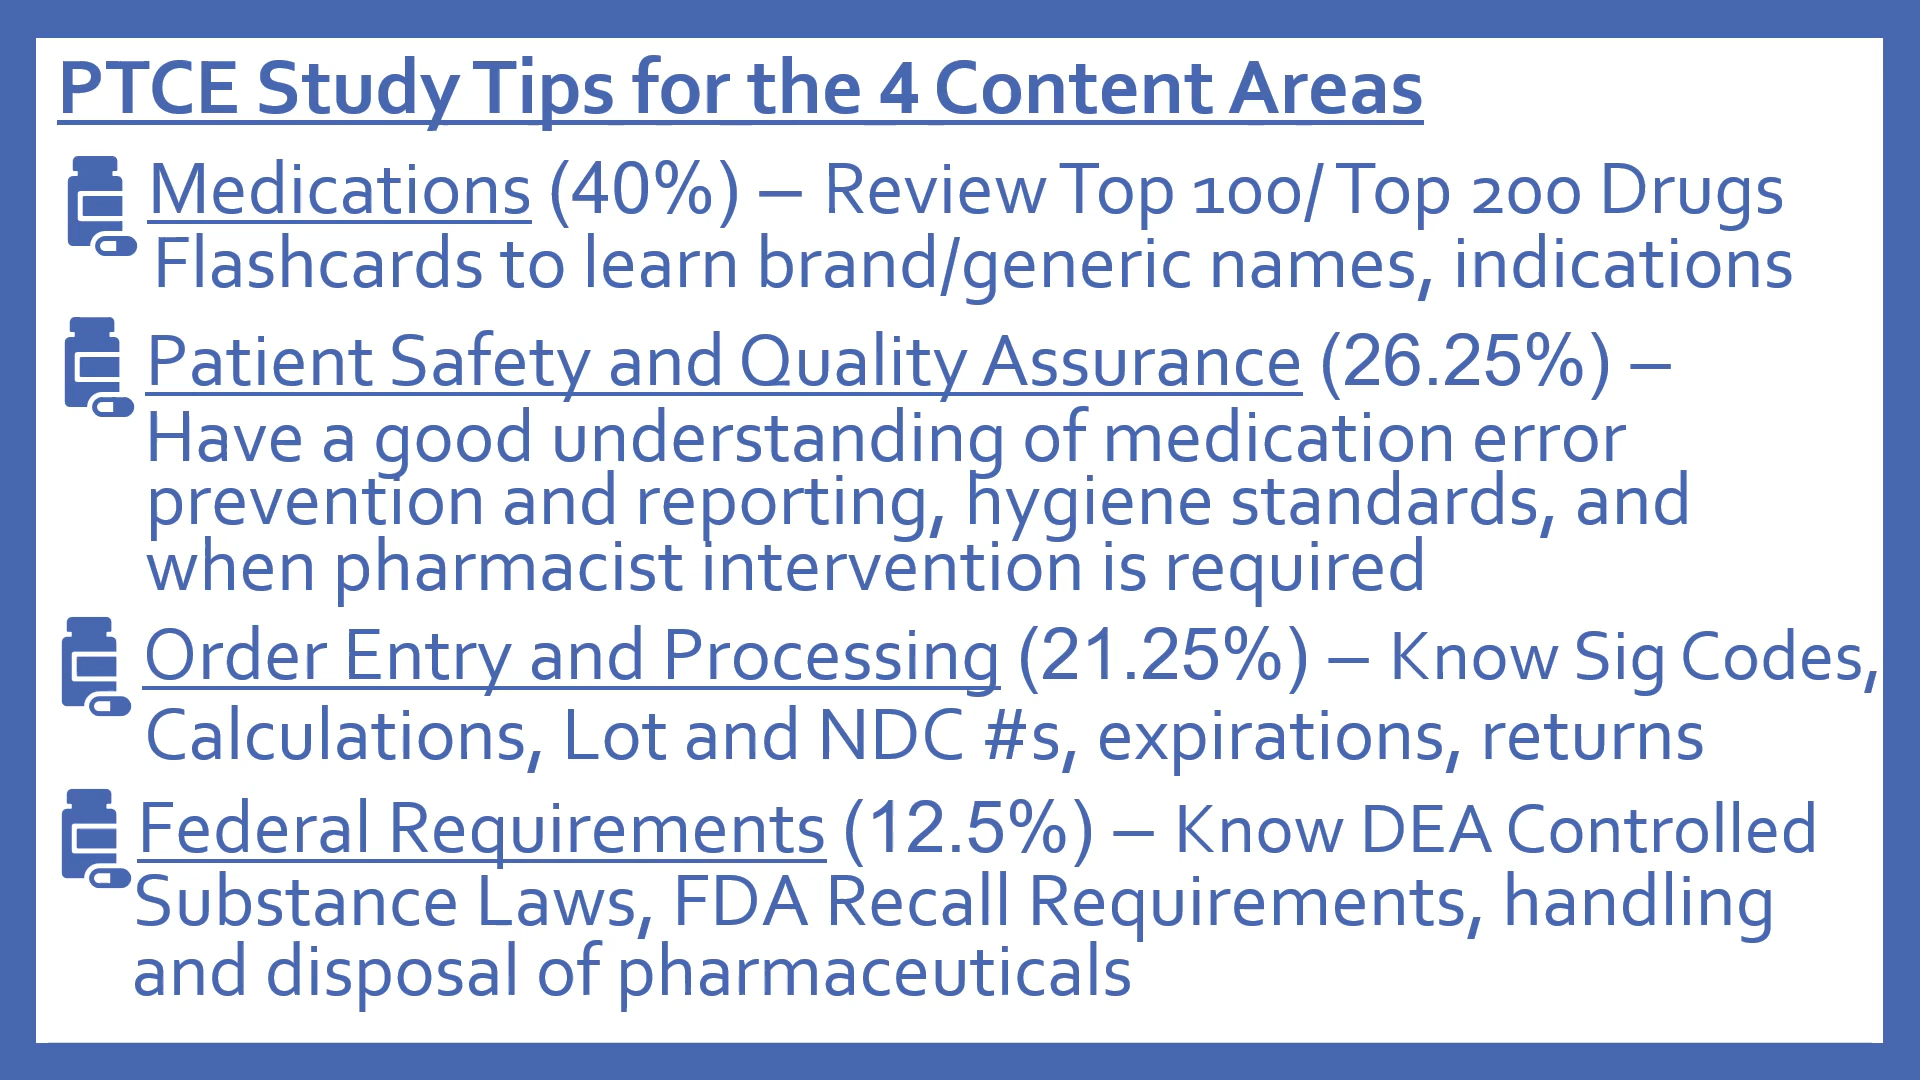 PTCE Study Tips for the 4 Content Areas
Medications (40%) – Review Top 100/ Top 200 Drugs
Flashcards to learn brand/generic names, indications
Patient Safety and Quality Assurance (26.25%) –
Have a good understanding of medication error
prevention and reporting, hygiene standards, and
when pharmacist intervention is required
Order Entry and Processing (21.25%) – Know Sig Codes,
Calculations, Lot and NDC #s, expirations, returns
Federal Requirements (12.5%) – Know DEA Controlled
Substance Laws, FDA Recall Requirements, handling
and disposal of pharmaceuticals